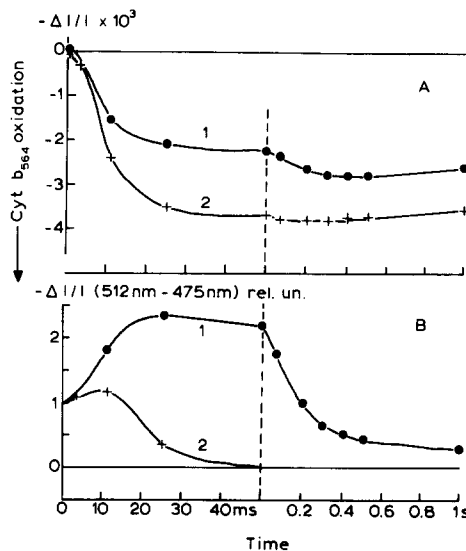 - Δ I/I × 10³
0
-1
-2
-3
-4
Cyt b564 oxidation
A
1
2
- Δ I/I (512nm - 475nm) rel. un.
2
1
0
B
1
2
0 10 20 40ms 0.2 0.4 0.6 0.8 1s
Time